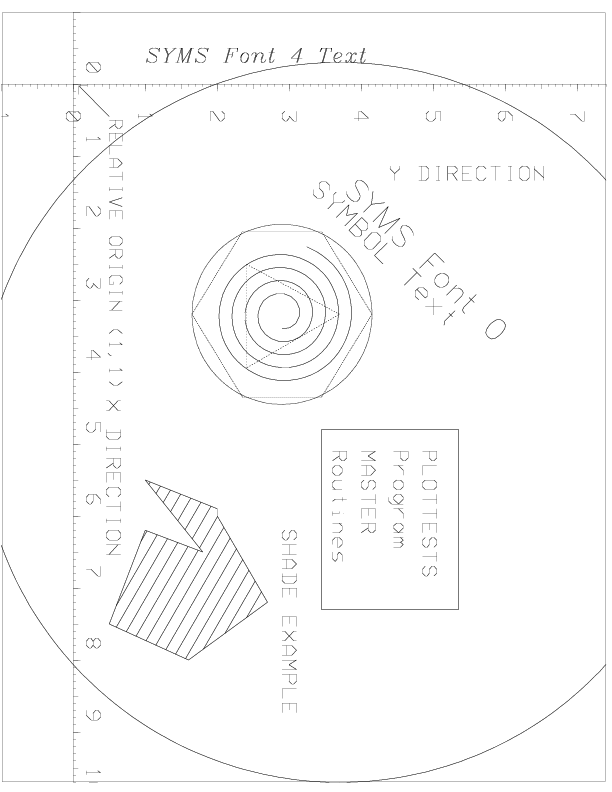 SYMS Font 4 Text
0
1 0 1 2 3 4 5 6 7
Y DIRECTION
RELATIVE ORIGIN (1,1) X DIRECTION
1
2
3
4
5
6
7
8
9
1
SYMS Font 0
SYMBOL Text
PLOTTESTS
Program
MASTER
Routines
SHADE EXAMPLE